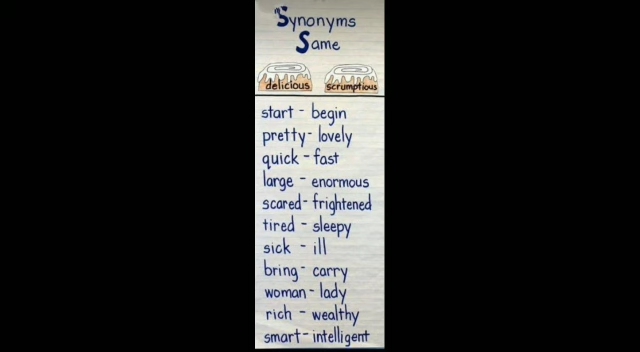 Synonyms
Same
delicious scrumptious
start - begin
pretty - lovely
quick - fast
large - enormous
scared - frightened
tired - sleepy
sick - ill
bring - carry
woman - lady
rich - wealthy
smart - intelligent